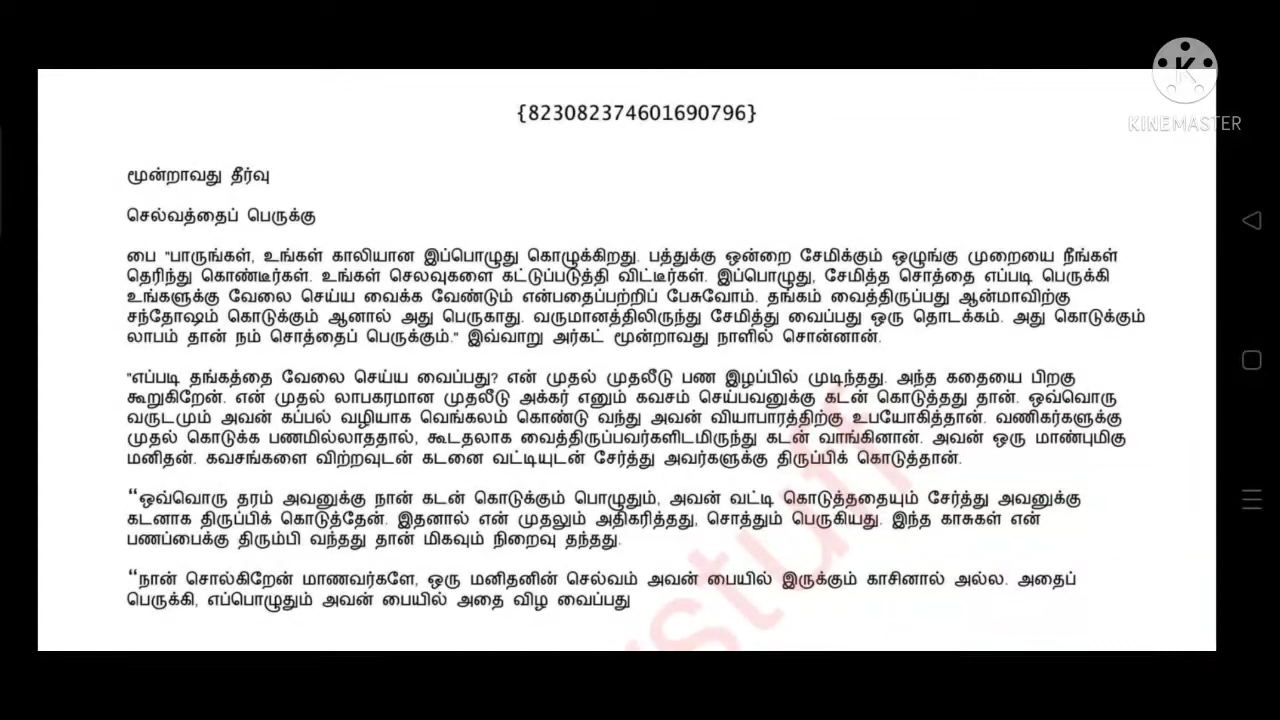 {823082374601690796}
KINEMASTER
மூன்றாவது தீர்வு
செல்வத்தைப் பெருக்கு
பை "பாருங்கள், உங்கள் காலியான இப்பொழுது கொழுக்கிறது. பத்துக்கு ஒன்றை சேமிக்கும் ஒழுங்கு முறையை நீங்கள்
தெரிந்து கொண்டீர்கள். உங்கள் செலவுகளை கட்டுப்படுத்தி விட்டீர்கள். இப்பொழுது, சேமித்த சொத்தை எப்படி பெருக்கி
உங்களுக்கு வேலை செய்ய வைக்க வேண்டும் என்பதைப்பற்றிப் பேசுவோம். தங்கம் வைத்திருப்பது ஆன்மாவிற்கு
சந்தோஷம் கொடுக்கும் ஆனால் அது பெருகாது. வருமானத்திலிருந்து சேமித்து வைப்பது ஒரு தொடக்கம். அது கொடுக்கும்
லாபம் தான் நம் சொத்தைப் பெருக்கும்." இவ்வாறு அர்கட் மூன்றாவது நாளில் சொன்னான்.
"எப்படி தங்கத்தை வேலை செய்ய வைப்பது? என் முதல் முதலீடு பண இழப்பில் முடிந்தது. அந்த கதையை பிறகு
கூறுகிறேன். என் முதல் லாபகரமான முதலீடு அக்கர் எனும் கவசம் செய்பவனுக்கு கடன் கொடுத்தது தான். ஒவ்வொரு
வருடமும் அவன் கப்பல் வழியாக வெங்கலம் கொண்டு வந்து அவன் வியாபாரத்திற்கு உபயோகித்தான். வணிகர்களுக்கு
முதல் கொடுக்க பணமில்லாததால், கூடதலாக வைத்திருப்பவர்களிடமிருந்து கடன் வாங்கினான். அவன் ஒரு மாண்புமிகு
மனிதன். கவசங்களை விற்றவுடன் கடனை வட்டியுடன் சேர்த்து அவர்களுக்கு திருப்பிக் கொடுத்தான்.
“ஒவ்வொரு தரம் அவனுக்கு நான் கடன் கொடுக்கும் பொழுதும், அவன் வட்டி கொடுத்ததையும் சேர்த்து அவனுக்கு
கடனாக திருப்பிக் கொடுத்தேன். இதனால் என் முதலும் அதிகரித்தது, சொத்தும் பெருகியது. இந்த காசுகள் என்
பணப்பைக்கு திரும்பி வந்தது தான் மிகவும் நிறைவு தந்தது.
“நான் சொல்கிறேன் மாணவர்களே, ஒரு மனிதனின் செல்வம் அவன் பையில் இருக்கும் காசினால் அல்ல. அதைப்
பெருக்கி, எப்பொழுதும் அவன் பையில் அதை விழ வைப்பது